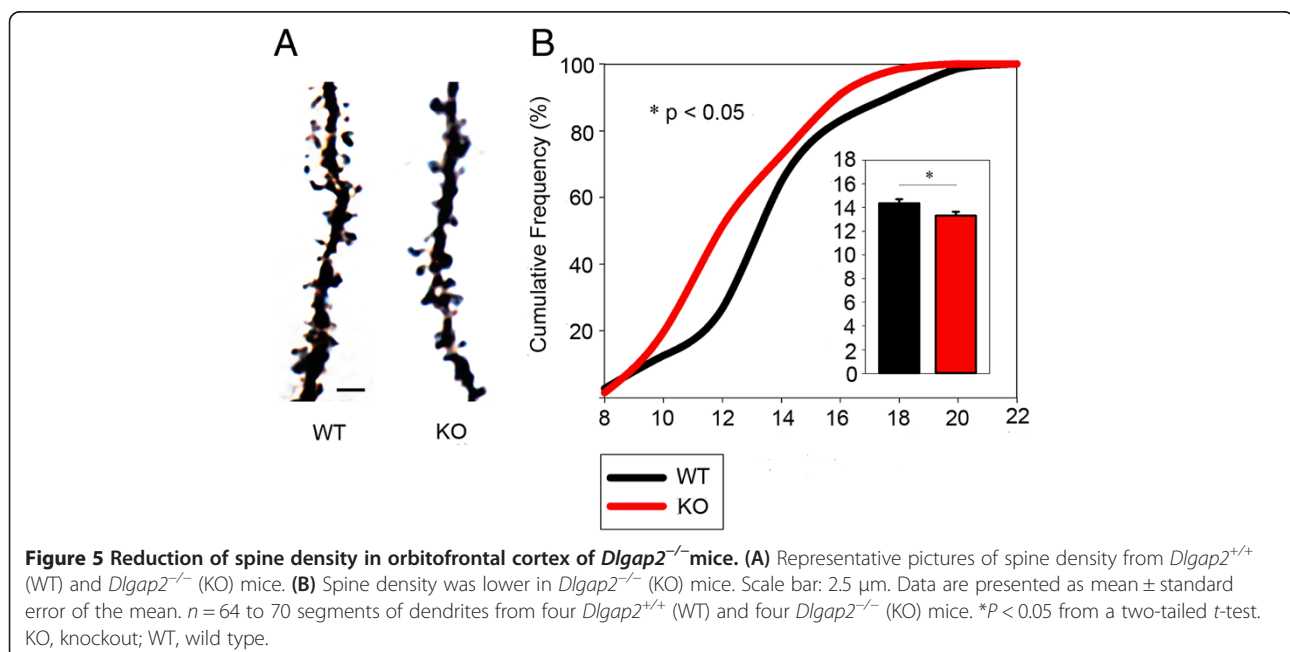 A
B
WT
KO
Cumulative Frequency (%)
100
80
60
40
20
* p < 0.05
18
16
14
12
10
8
6
4
2
0
*
8
10
12
14
16
18
20
22
WT
KO
Figure 5 Reduction of spine density in orbitofrontal cortex of Dlgap2−/−mice. (A) Representative pictures of spine density from Dlgap2+/+
(WT) and Dlgap2−/− (KO) mice. (B) Spine density was lower in Dlgap2−/− (KO) mice. Scale bar: 2.5 μm. Data are presented as mean ± standard
error of the mean. n = 64 to 70 segments of dendrites from four Dlgap2+/+ (WT) and four Dlgap2−/− (KO) mice. *P < 0.05 from a two-tailed t-test.
KO, knockout; WT, wild type.